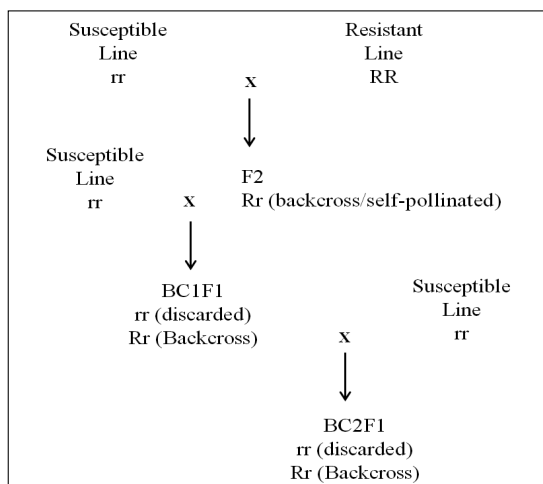 Susceptible
Line
rr
Resistant
Line
RR
x
Susceptible
Line
rr
x
F2
Rr (backcross/self-pollinated)
BC1F1
rr (discarded)
Rr (Backcross)
Susceptible
Line
rr
x
BC2F1
rr (discarded)
Rr (Backcross)